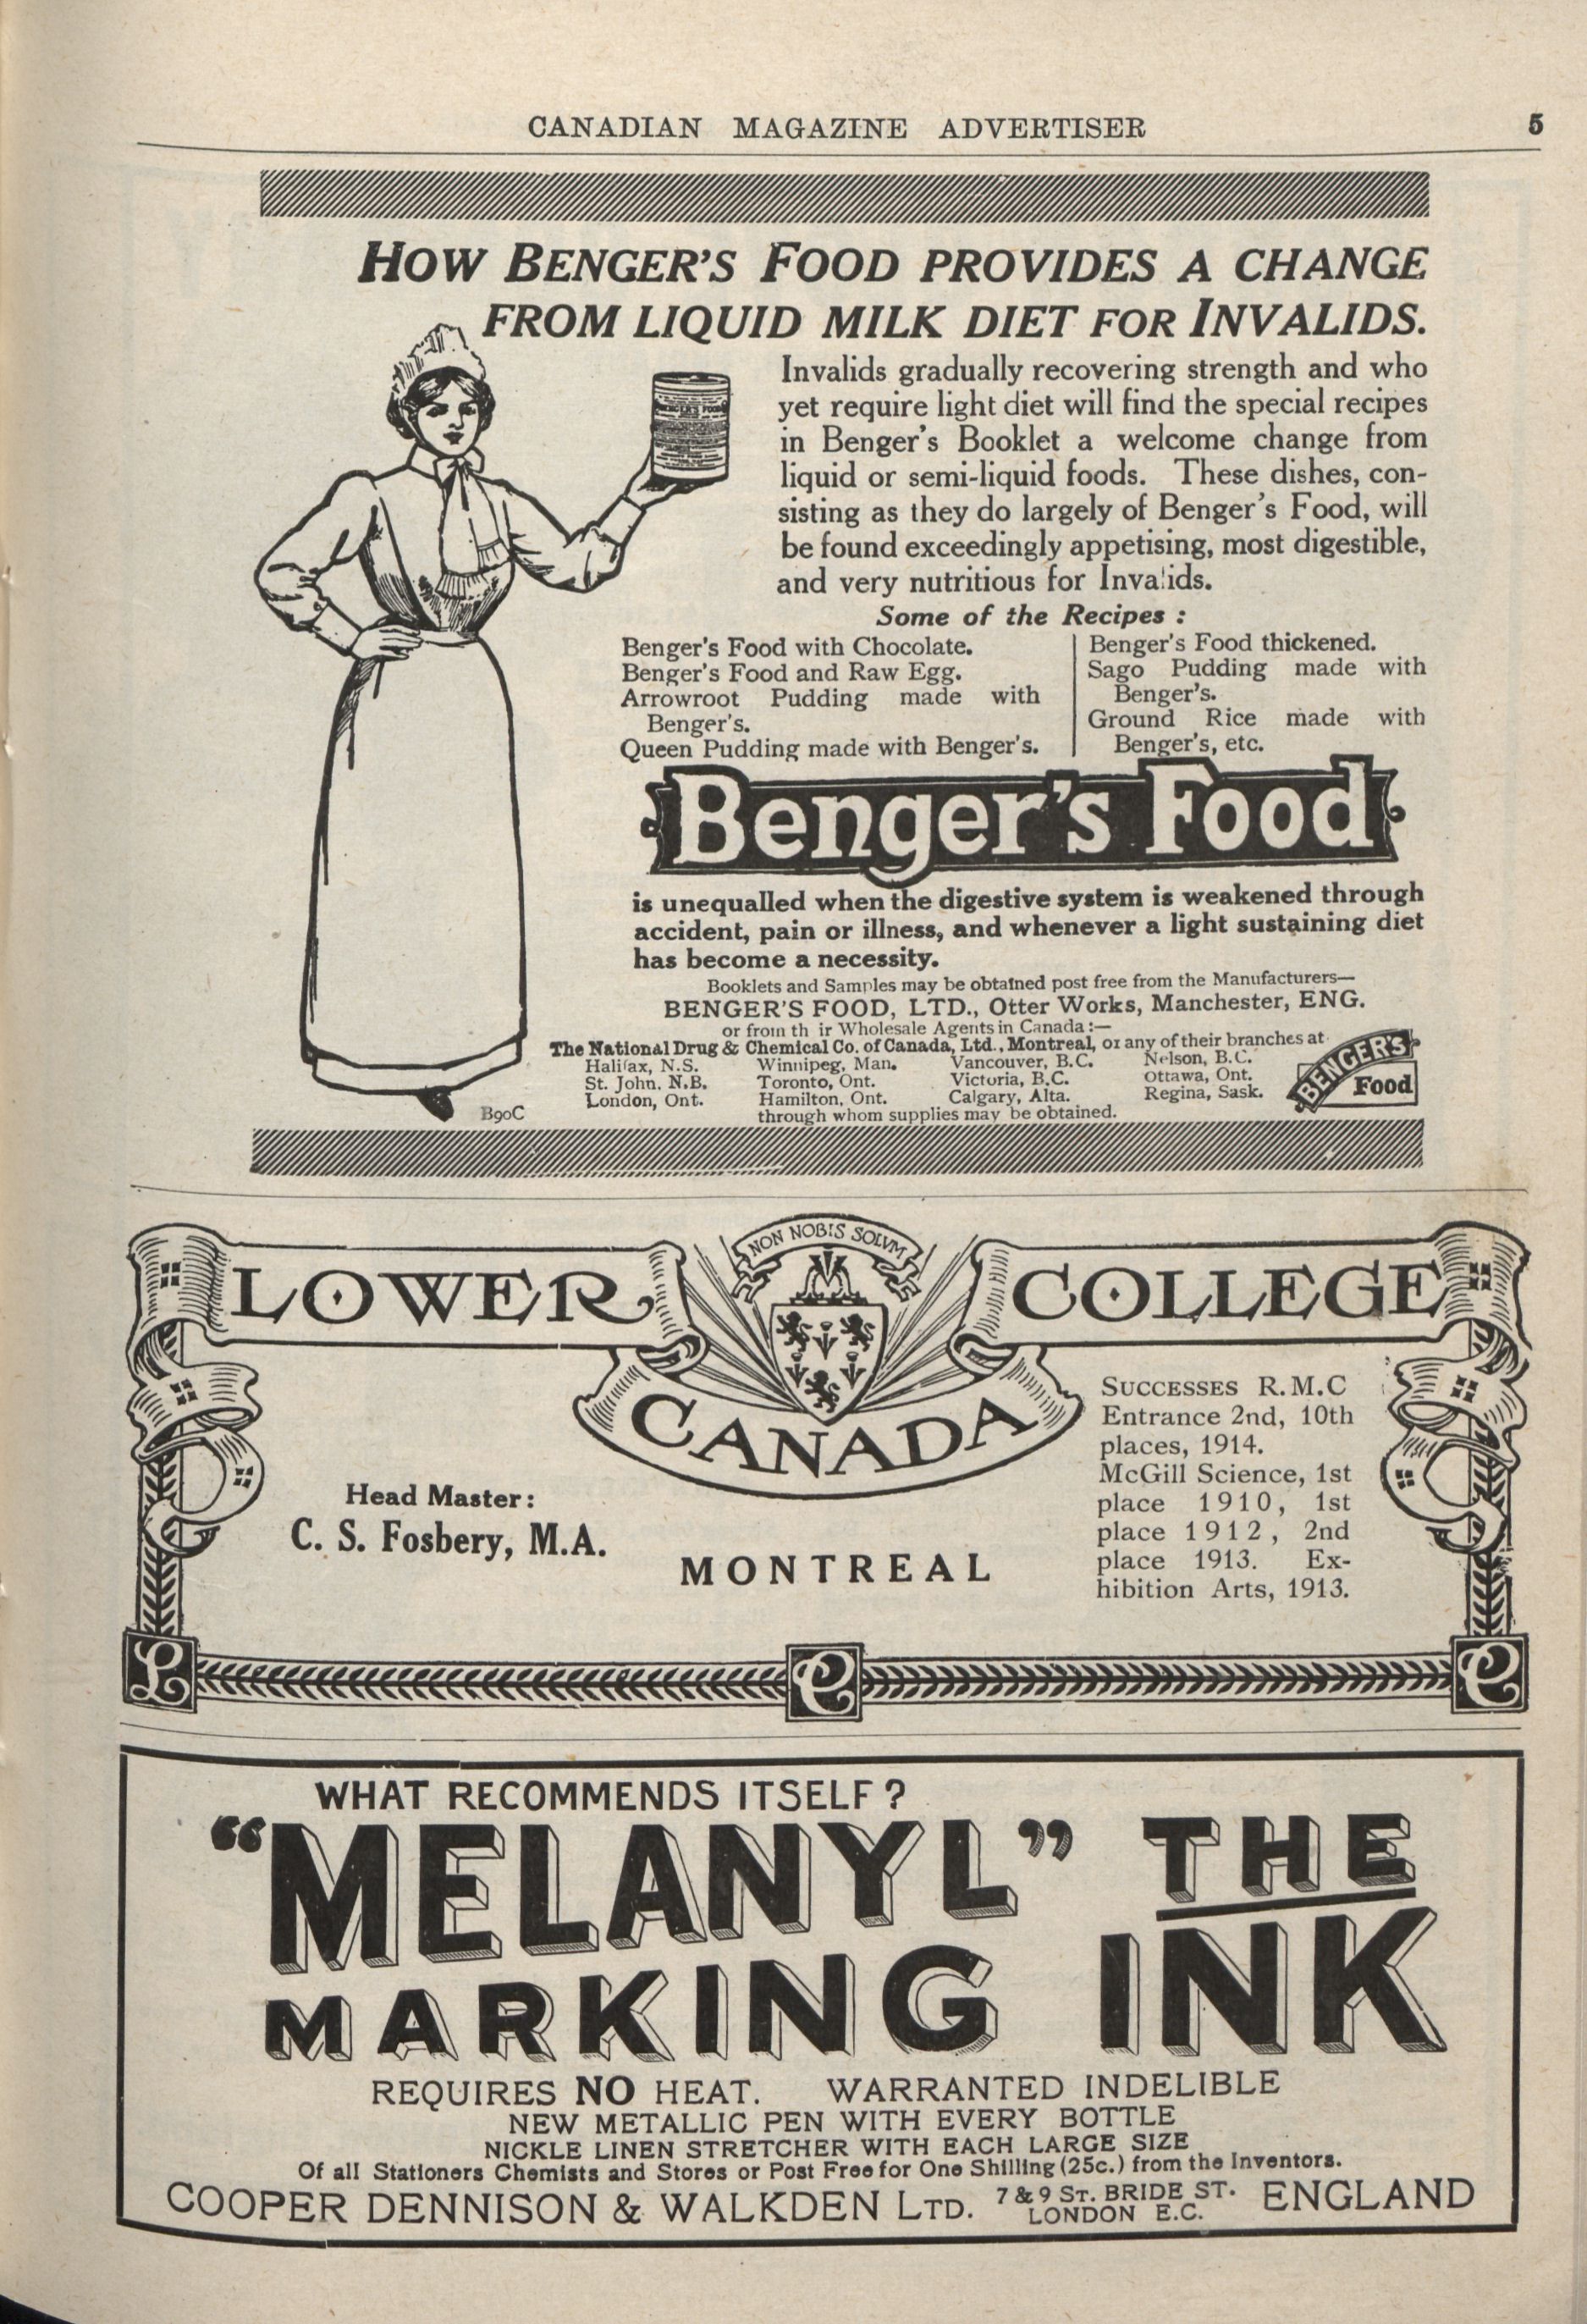 CANADIAN MAGAZINE ADVERTISER 5
HOW BENGER'S FOOD PROVIDES A CHANGE
FROM LIQUID MILK DIET FOR INVALIDS.
BENGER'S FOOD
Invalids gradually recovering strength and who
yet require light diet will find the special recipes
in Benger's Booklet a welcome change from
liquid or semi-liquid foods. These dishes, con-
sisting as they do largely of Benger's Food, will
be found exceedingly appetising, most digestible,
and very nutritious for Invalids.
Some of the Recipes :
Benger's Food with Chocolate.
Benger's Food and Raw Egg.
Arrowroot Pudding made with
Benger's.
Queen Pudding made with Benger's.
Benger's Food thickened.
Sago Pudding made with
Benger's.
Ground Rice made with
Benger's, etc.
Benger's Food
is unequalled when the digestive system is weakened through
accident, pain or illness, and whenever a light sustaining diet
has become a necessity.
Booklets and Samples may be obtained post free from the Manufacturers—
BENGER'S FOOD, LTD., Otter Works, Manchester, ENG.
or from th ir Wholesale Agents in Canada:—
The National Drug & Chemical Co. of Canada, Ltd., Montreal, or any of their branches at
Halifax, N.S. Winnipeg, Man. Vancouver, B.C. Nelson, B.C.
St. John, N.B. Toronto, Ont. Victoria, B.C. Ottawa, Ont.
London, Ont. Hamilton, Ont. Calgary, Alta. Regina, Sask.
through whom supplies may be obtained.
B90C
BENGER'S
Food
NON NOBIS SOLVM
LOWER
CANADA
COLLEGE
Head Master:
C. S. Fosbery, M.A.
MONTREAL
SUCCESSES R.M.C
Entrance 2nd, 10th
places, 1914.
McGill Science, 1st
place 1910, 1st
place 1912, 2nd
place 1913. Ex-
hibition Arts, 1913.
L C C
WHAT RECOMMENDS ITSELF?
"MELANYL" THE
MARKING INK
REQUIRES NO HEAT. WARRANTED INDELIBLE
NEW METALLIC PEN WITH EVERY BOTTLE
NICKLE LINEN STRETCHER WITH EACH LARGE SIZE
Of all Stationers Chemists and Stores or Post Free for One Shilling (25c.) from the Inventors.
COOPER DENNISON & WALKDEN LTD. 7 & 9 ST. BRIDE ST. LONDON E.C. ENGLAND